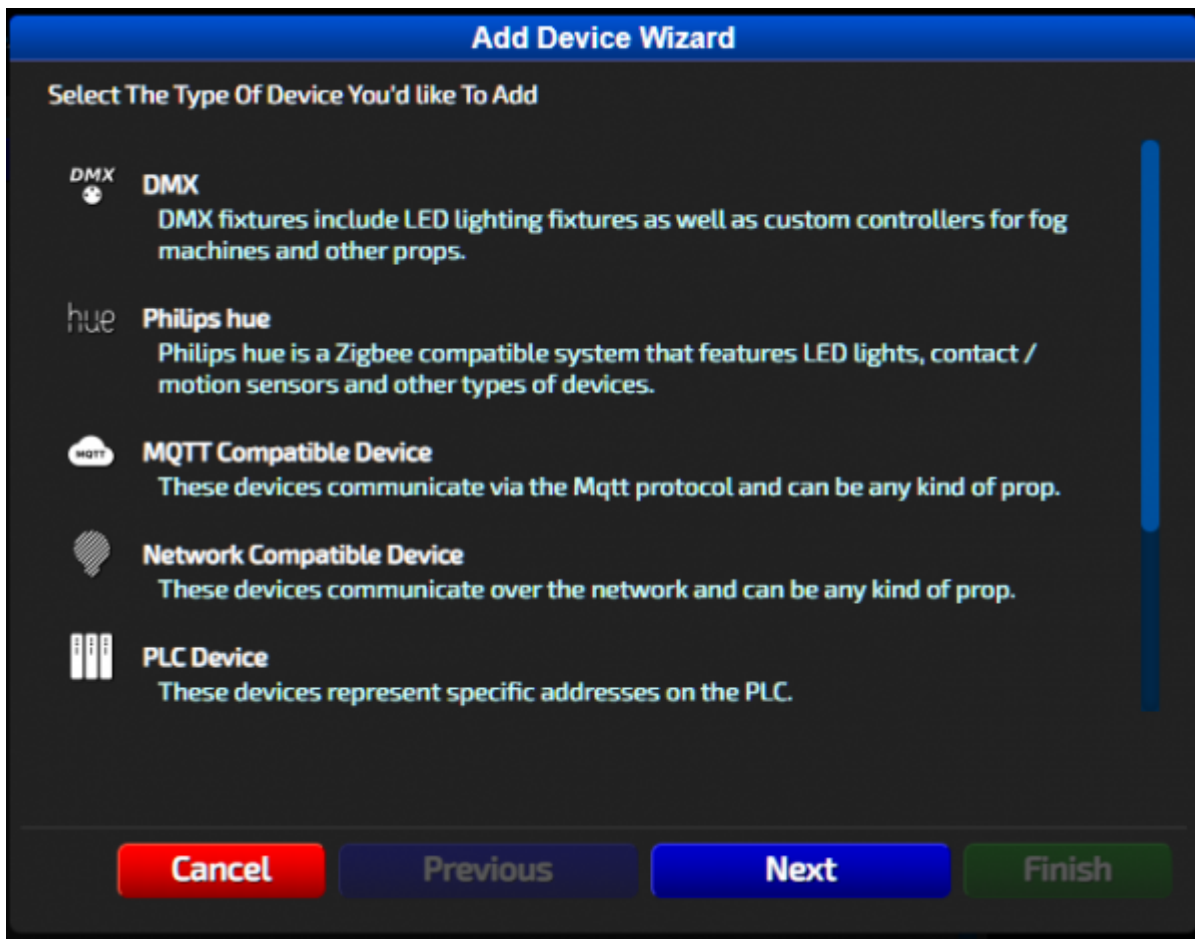 Add Device Wizard
Select The Type Of Device You'd like To Add
DMX
DMX
DMX fixtures include LED lighting fixtures as well as custom controllers for fog
machines and other props.
hue
Philips hue
Philips hue is a Zigbee compatible system that features LED lights, contact /
motion sensors and other types of devices.
MQTT
MQTT Compatible Device
These devices communicate via the Mqtt protocol and can be any kind of prop.
Network Compatible Device
These devices communicate over the network and can be any kind of prop.
PLC Device
These devices represent specific addresses on the PLC.
Cancel
Previous
Next
Finish